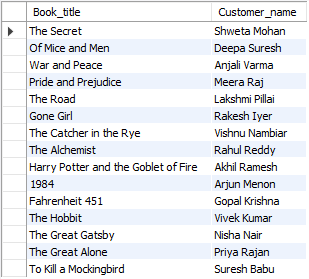 Book_title Customer_name
The Secret Shweta Mohan
Of Mice and Men Deepa Suresh
War and Peace Anjali Varma
Pride and Prejudice Meera Raj
The Road Lakshmi Pillai
Gone Girl Rakesh Iyer
The Catcher in the Rye Vishnu Nambiar
The Alchemist Rahul Reddy
Harry Potter and the Goblet of Fire Akhil Ramesh
1984 Arjun Menon
Fahrenheit 451 Gopal Krishna
The Hobbit Vivek Kumar
The Great Gatsby Nisha Nair
The Great Alone Priya Rajan
To Kill a Mockingbird Suresh Babu